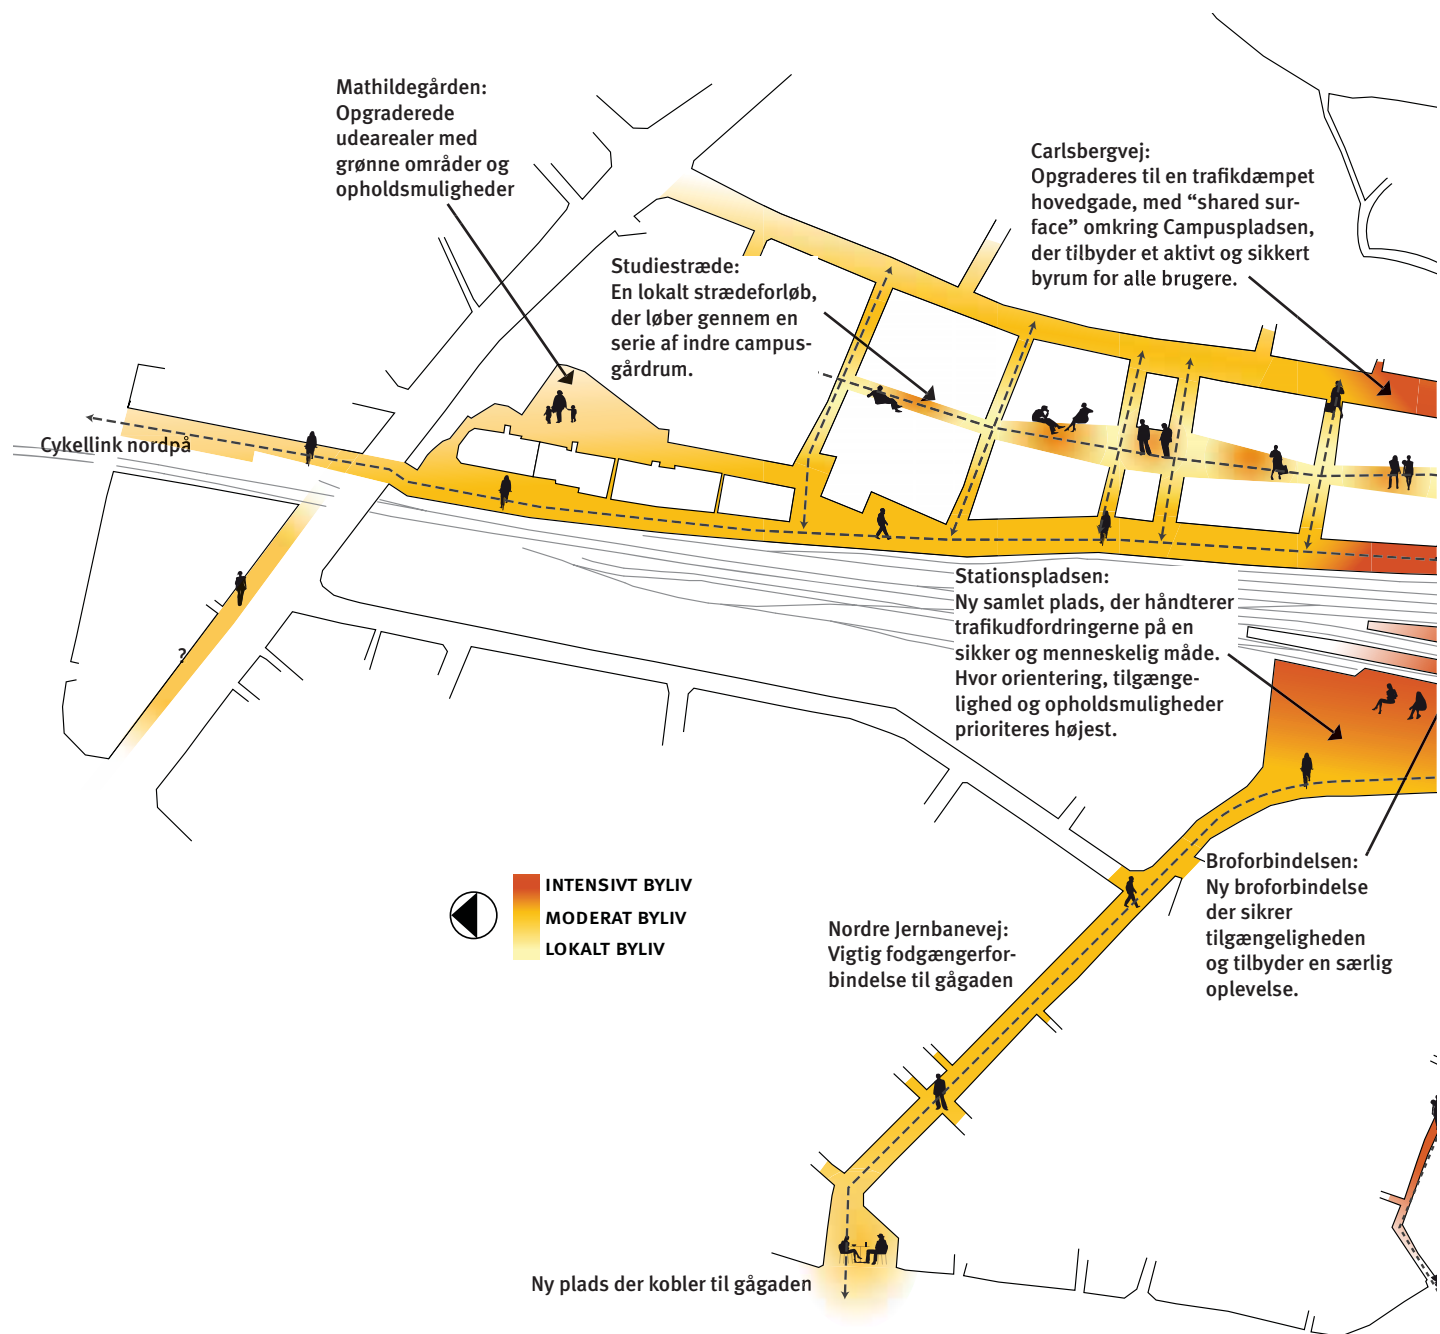 Mathildegården:
Opgraderede
udearealer med
grønne områder og
opholdsmuligheder
Carlsbergvej:
Opgraderes til en trafikdæmpet
hovedgade, med “shared sur-
face” omkring Campuspladsen,
der tilbyder et aktivt og sikkert
byrum for alle brugere.
Studiestræde:
En lokalt strædeforløb,
der løber gennem en
serie af indre campus-
gårdrum.
Cykellink nordpå
Stationspladsen:
Ny samlet plads, der håndterer
trafikudfordringerne på en
sikker og menneskelig måde.
Hvor orientering, tilgænge-
lighed og opholdsmuligheder
prioriteres højest.
?
INTENSIVT BYLIV
MODERAT BYLIV
LOKALT BYLIV
Broforbindelsen:
Ny broforbindelse
der sikrer
tilgængeligheden
og tilbyder en særlig
oplevelse.
Nordre Jernbanevej:
Vigtig fodgængerfor-
bindelse til gågaden
Ny plads der kobler til gågaden